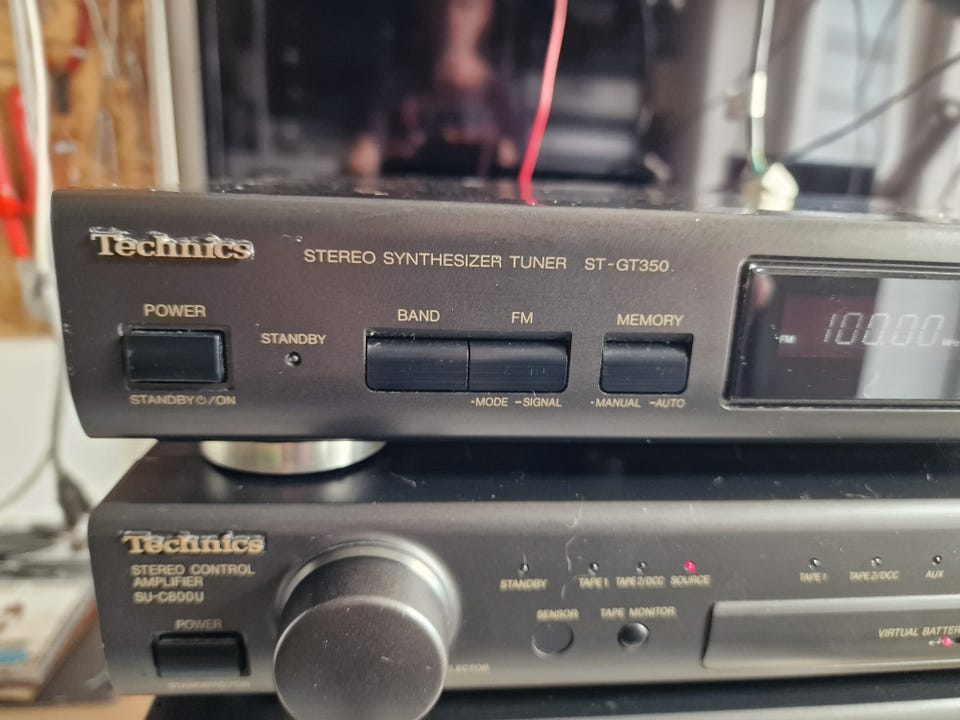 Technics
STEREO SYNTHESIZER TUNER ST-GT350
POWER
STANDBY
BAND
FM
MEMORY
STANDBY⏻/ON
-MODE -SIGNAL
-MANUAL -AUTO
FM 100.00 MHz
Technics
STEREO CONTROL
AMPLIFIER
SU-C800U
POWER
STANDBY
TAPE 1
TAPE 2/DCC
SOURCE
TAPE 1
TAPE 2/DCC
AUX
SENSOR
TAPE MONITOR
VIRTUAL BATTER